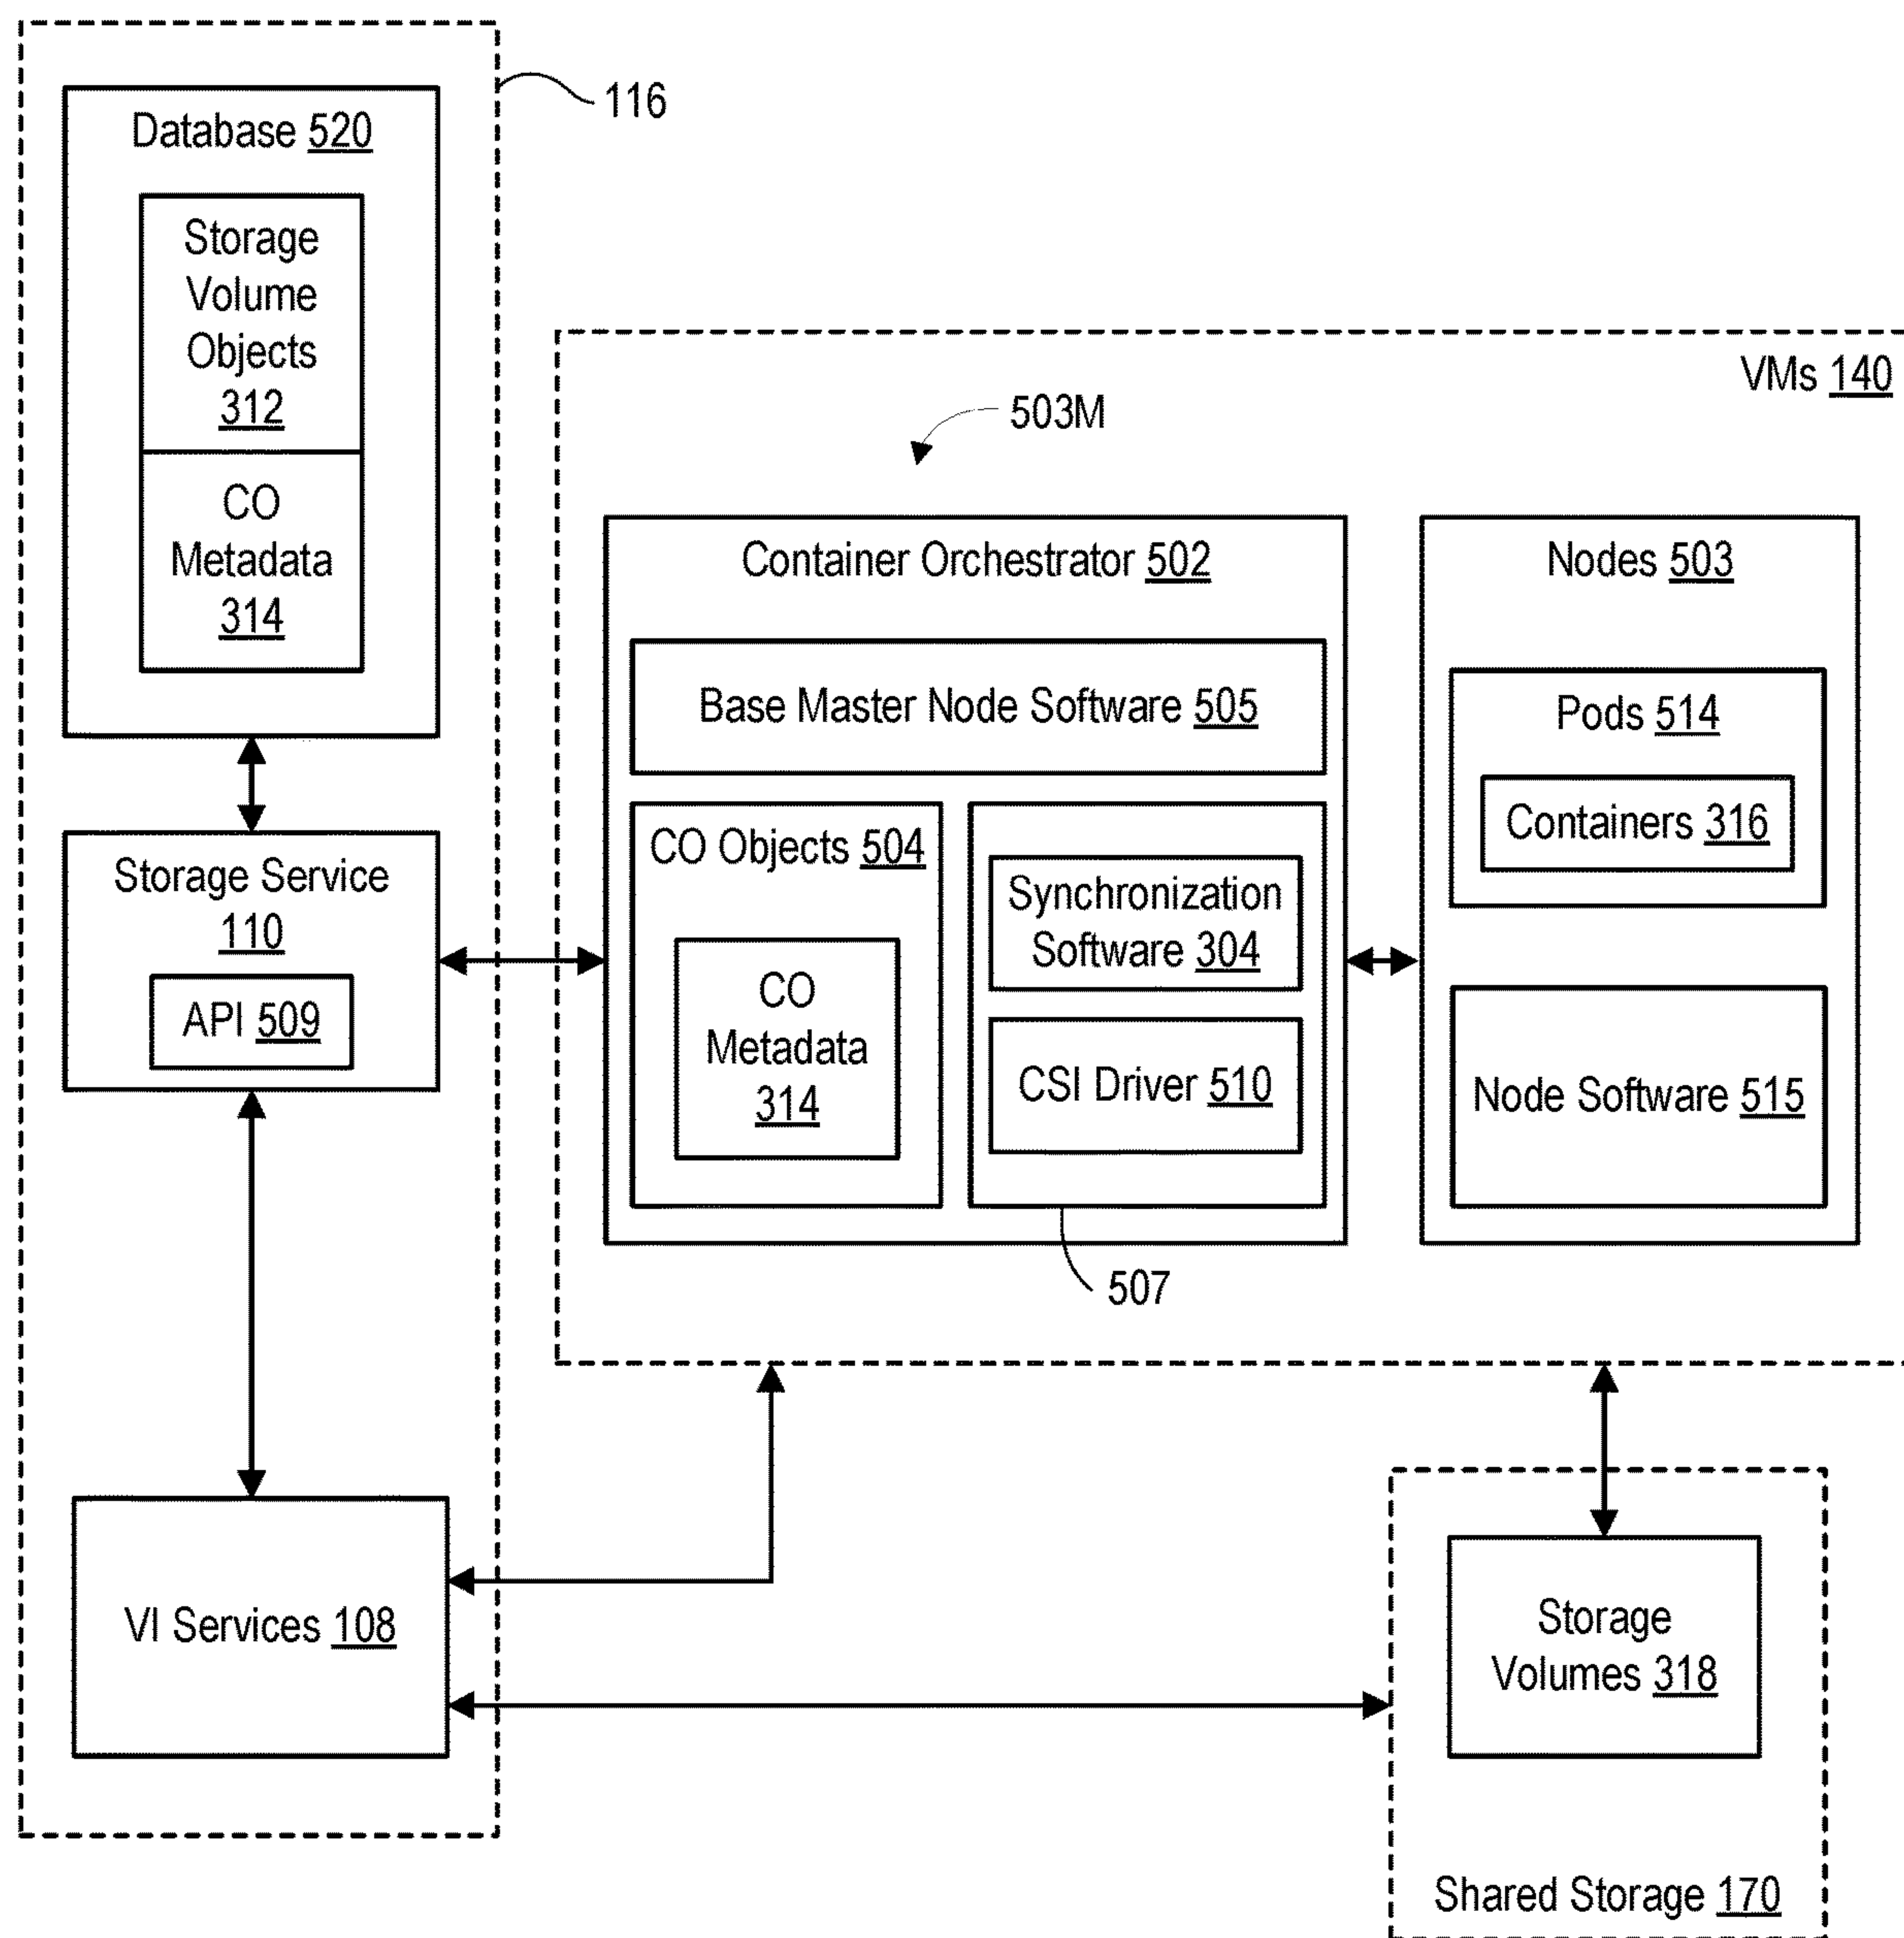 116
Database 520
Storage
Volume
Objects
312
CO
Metadata
314
Storage Service
110
API 509
VI Services 108
VMs 140
503M
Container Orchestrator 502
Base Master Node Software 505
CO Objects 504
CO
Metadata
314
Synchronization
Software 304
CSI Driver 510
507
Nodes 503
Pods 514
Containers 316
Node Software 515
Storage
Volumes 318
Shared Storage 170